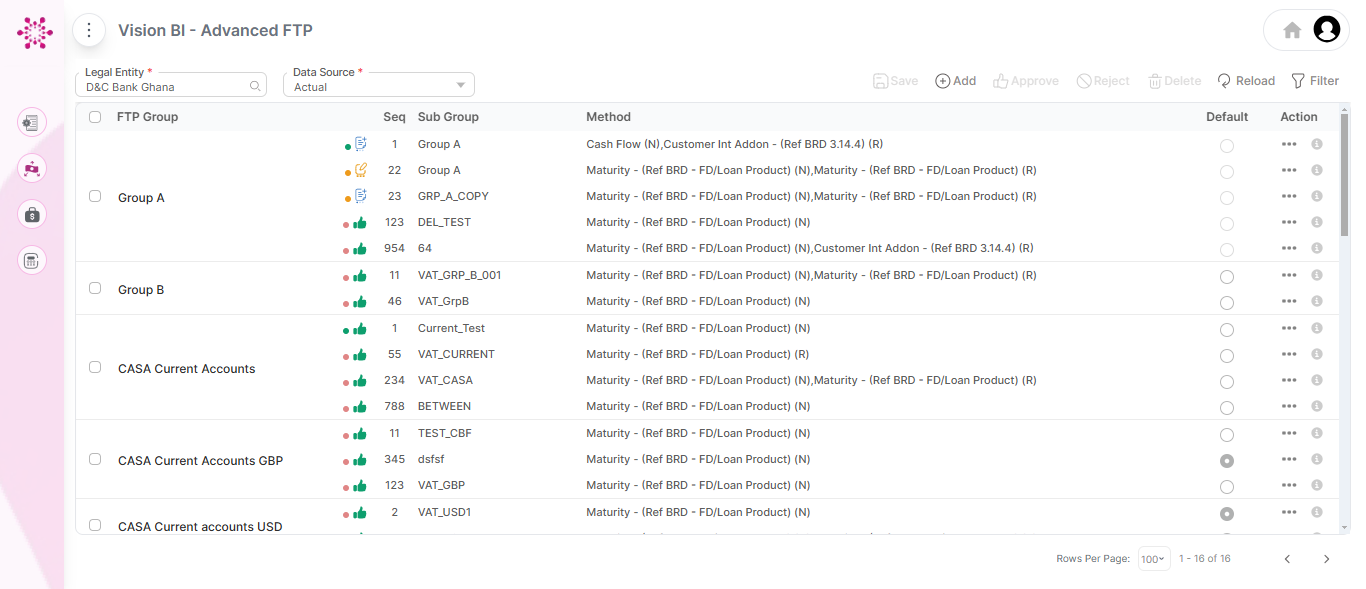 Vision BI - Advanced FTP
Legal Entity *
D&C Bank Ghana
Data Source *
Actual
Save Add Approve Reject Delete Reload Filter
FTP Group Seq Sub Group Method Default Action
1 Group A Cash Flow (N),Customer Int Addon - (Ref BRD 3.14.4) (R)
22 Group A Maturity - (Ref BRD - FD/Loan Product) (N),Maturity - (Ref BRD - FD/Loan Product) (R)
Group A 23 GRP_A_COPY Maturity - (Ref BRD - FD/Loan Product) (N),Maturity - (Ref BRD - FD/Loan Product) (R)
123 DEL_TEST Maturity - (Ref BRD - FD/Loan Product) (N)
954 64 Maturity - (Ref BRD - FD/Loan Product) (N),Customer Int Addon - (Ref BRD 3.14.4) (R)
11 VAT_GRP_B_001 Maturity - (Ref BRD - FD/Loan Product) (N),Maturity - (Ref BRD - FD/Loan Product) (R)
Group B
46 VAT_GrpB Maturity - (Ref BRD - FD/Loan Product) (N)
1 Current_Test Maturity - (Ref BRD - FD/Loan Product) (N)
55 VAT_CURRENT Maturity - (Ref BRD - FD/Loan Product) (R)
CASA Current Accounts
234 VAT_CASA Maturity - (Ref BRD - FD/Loan Product) (N),Maturity - (Ref BRD - FD/Loan Product) (R)
788 BETWEEN Maturity - (Ref BRD - FD/Loan Product) (N)
11 TEST_CBF Maturity - (Ref BRD - FD/Loan Product) (N)
CASA Current Accounts GBP 345 dsfsf Maturity - (Ref BRD - FD/Loan Product) (N)
123 VAT_GBP Maturity - (Ref BRD - FD/Loan Product) (N)
2 VAT_USD1 Maturity - (Ref BRD - FD/Loan Product) (N)
CASA Current accounts USD
Rows Per Page: 100 1 - 16 of 16